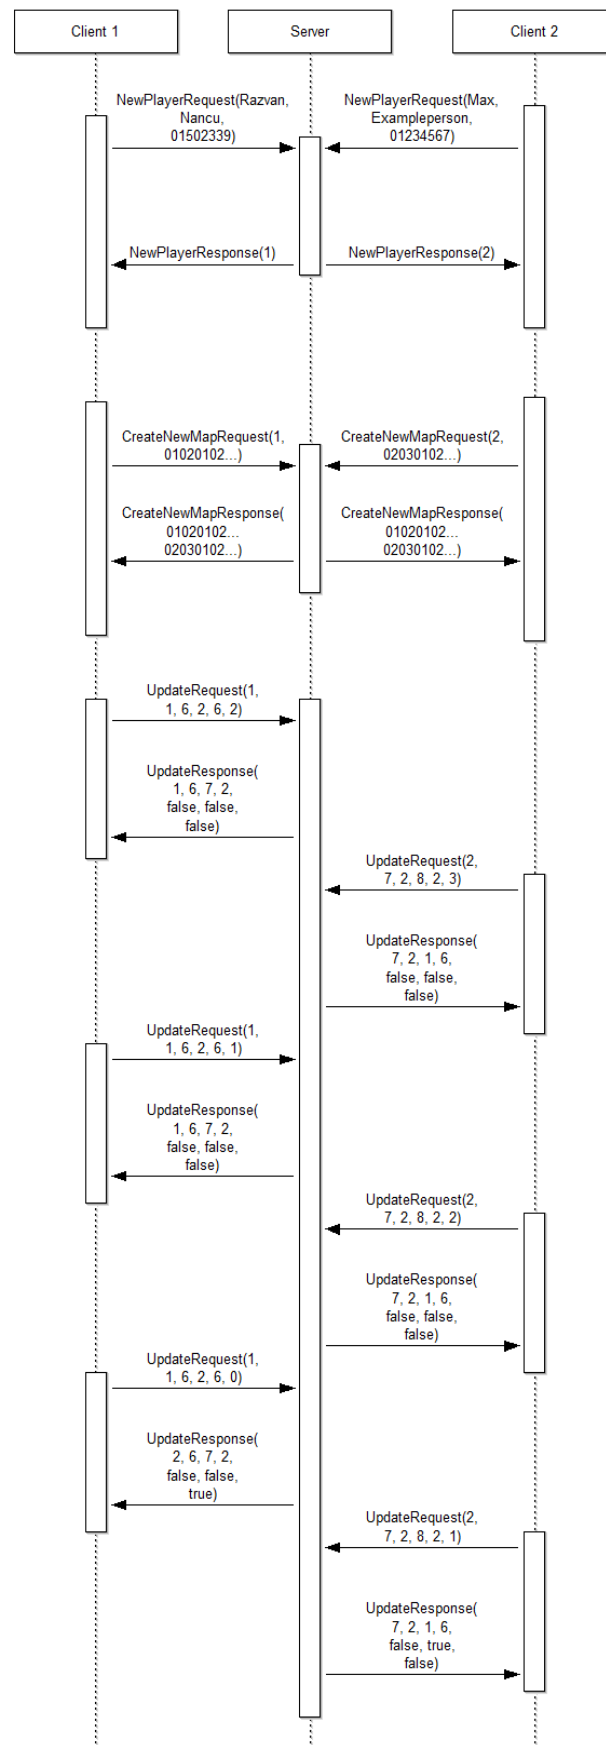 Client 1
Server
Client 2
NewPlayerRequest(Razvan,
Nancu,
01502339)
NewPlayerRequest(Max,
Exampleperson,
01234567)
NewPlayerResponse(1)
NewPlayerResponse(2)
CreateNewMapRequest(1,
01020102...)
CreateNewMapRequest(2,
02030102...)
CreateNewMapResponse(
01020102...
02030102...)
CreateNewMapResponse(
01020102...
02030102...)
UpdateRequest(1,
1, 6, 2, 6, 2)
UpdateResponse(
1, 6, 7, 2,
false, false,
false)
UpdateRequest(2,
7, 2, 8, 2, 3)
UpdateResponse(
7, 2, 1, 6,
false, false,
false)
UpdateRequest(1,
1, 6, 2, 6, 1)
UpdateResponse(
1, 6, 7, 2,
false, false,
false)
UpdateRequest(2,
7, 2, 8, 2, 2)
UpdateResponse(
7, 2, 1, 6,
false, false,
false)
UpdateRequest(1,
1, 6, 2, 6, 0)
UpdateResponse(
2, 6, 7, 2,
false, false,
true)
UpdateRequest(2,
7, 2, 8, 2, 1)
UpdateResponse(
7, 2, 1, 6,
false, true,
false)